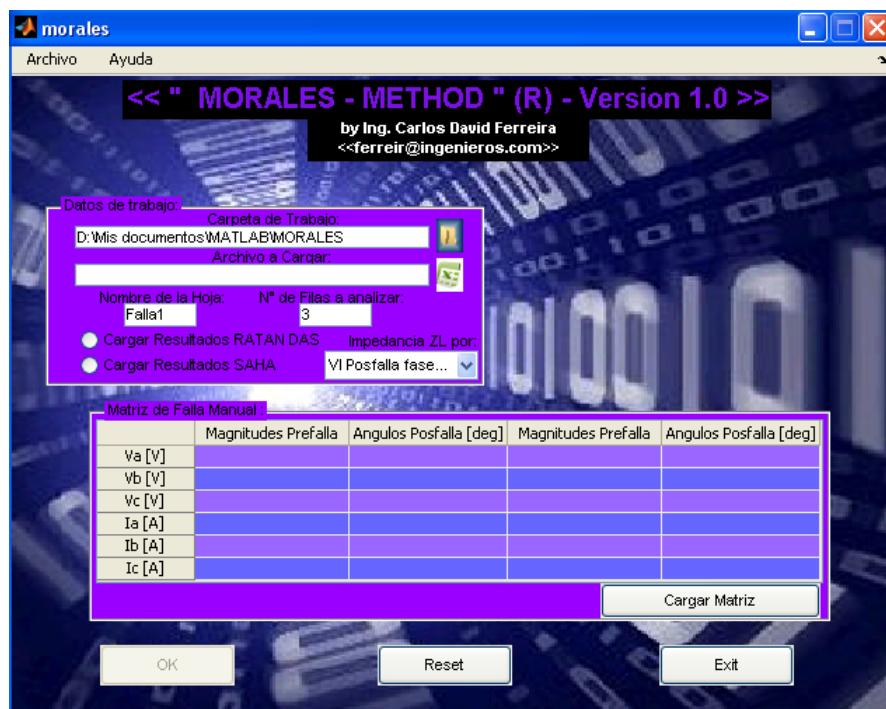 morales
Archivo Ayuda
<< " MORALES - METHOD " (R) - Version 1.0 >>
by Ing. Carlos David Ferreira
<<ferreir@ingenieros.com>>
Datos de trabajo:
Carpeta de Trabajo:
D:\Mis documentos\MATLAB\MORALES
Archivo a Cargar:
Nombre de la Hoja: N° de Filas a analizar:
Falla1 3
Cargar Resultados RATAN DAS Impedancia ZL por:
Cargar Resultados SAHA VI Posfalla fase...
Matriz de Falla Manual :
Magnitudes Prefalla Angulos Posfalla [deg] Magnitudes Prefalla Angulos Posfalla [deg]
Va [V]
Vb [V]
Vc [V]
Ia [A]
Ib [A]
Ic [A]
Cargar Matriz
OK Reset Exit